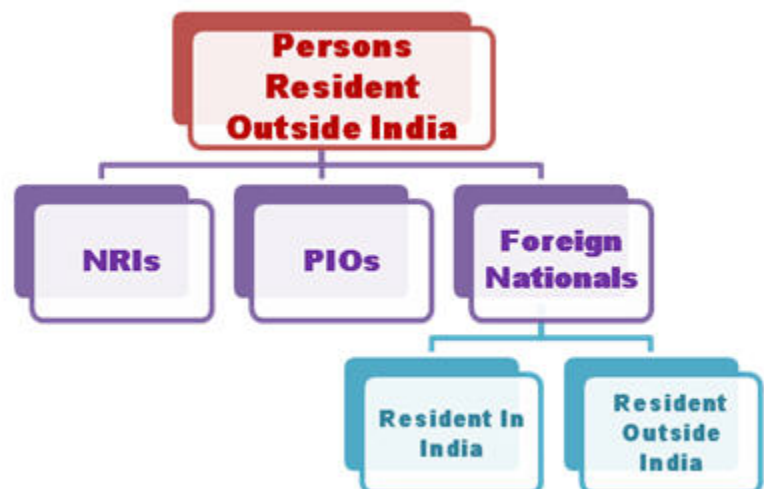 Persons
Resident
Outside India
NRIs
PIOs
Foreign
Nationals
Resident In
India
Resident
Outside
India